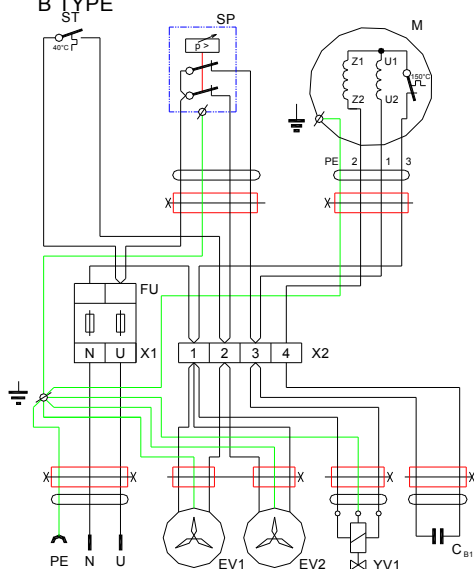 B TYPE
ST
SP
M
40°C
p >
Z1
U1
150°C
Z2
U2
PE
2
1
3
FU
N
U
X1
1
2
3
4
X2
PE
N
U
EV1
EV2
YV1
C B1